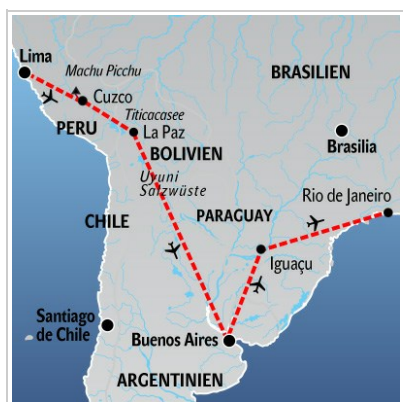 Lima
Machu Picchu
BRASILIEN
Cuzco
Titicacasee
PERU
La Paz
Brasilia
BOLIVIEN
Uyuni
Salzwüste
Rio de Janeiro
CHILE
PARAGUAY
Iguaçu
Santiago
de Chile
Buenos Aires
ARGENTINIEN